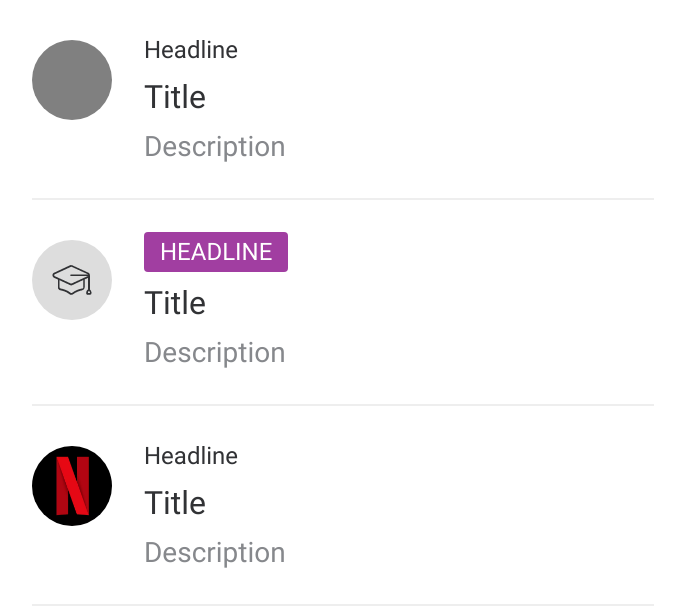 Headline
Title
Description
HEADLINE
Title
Description
N
Headline
Title
Description